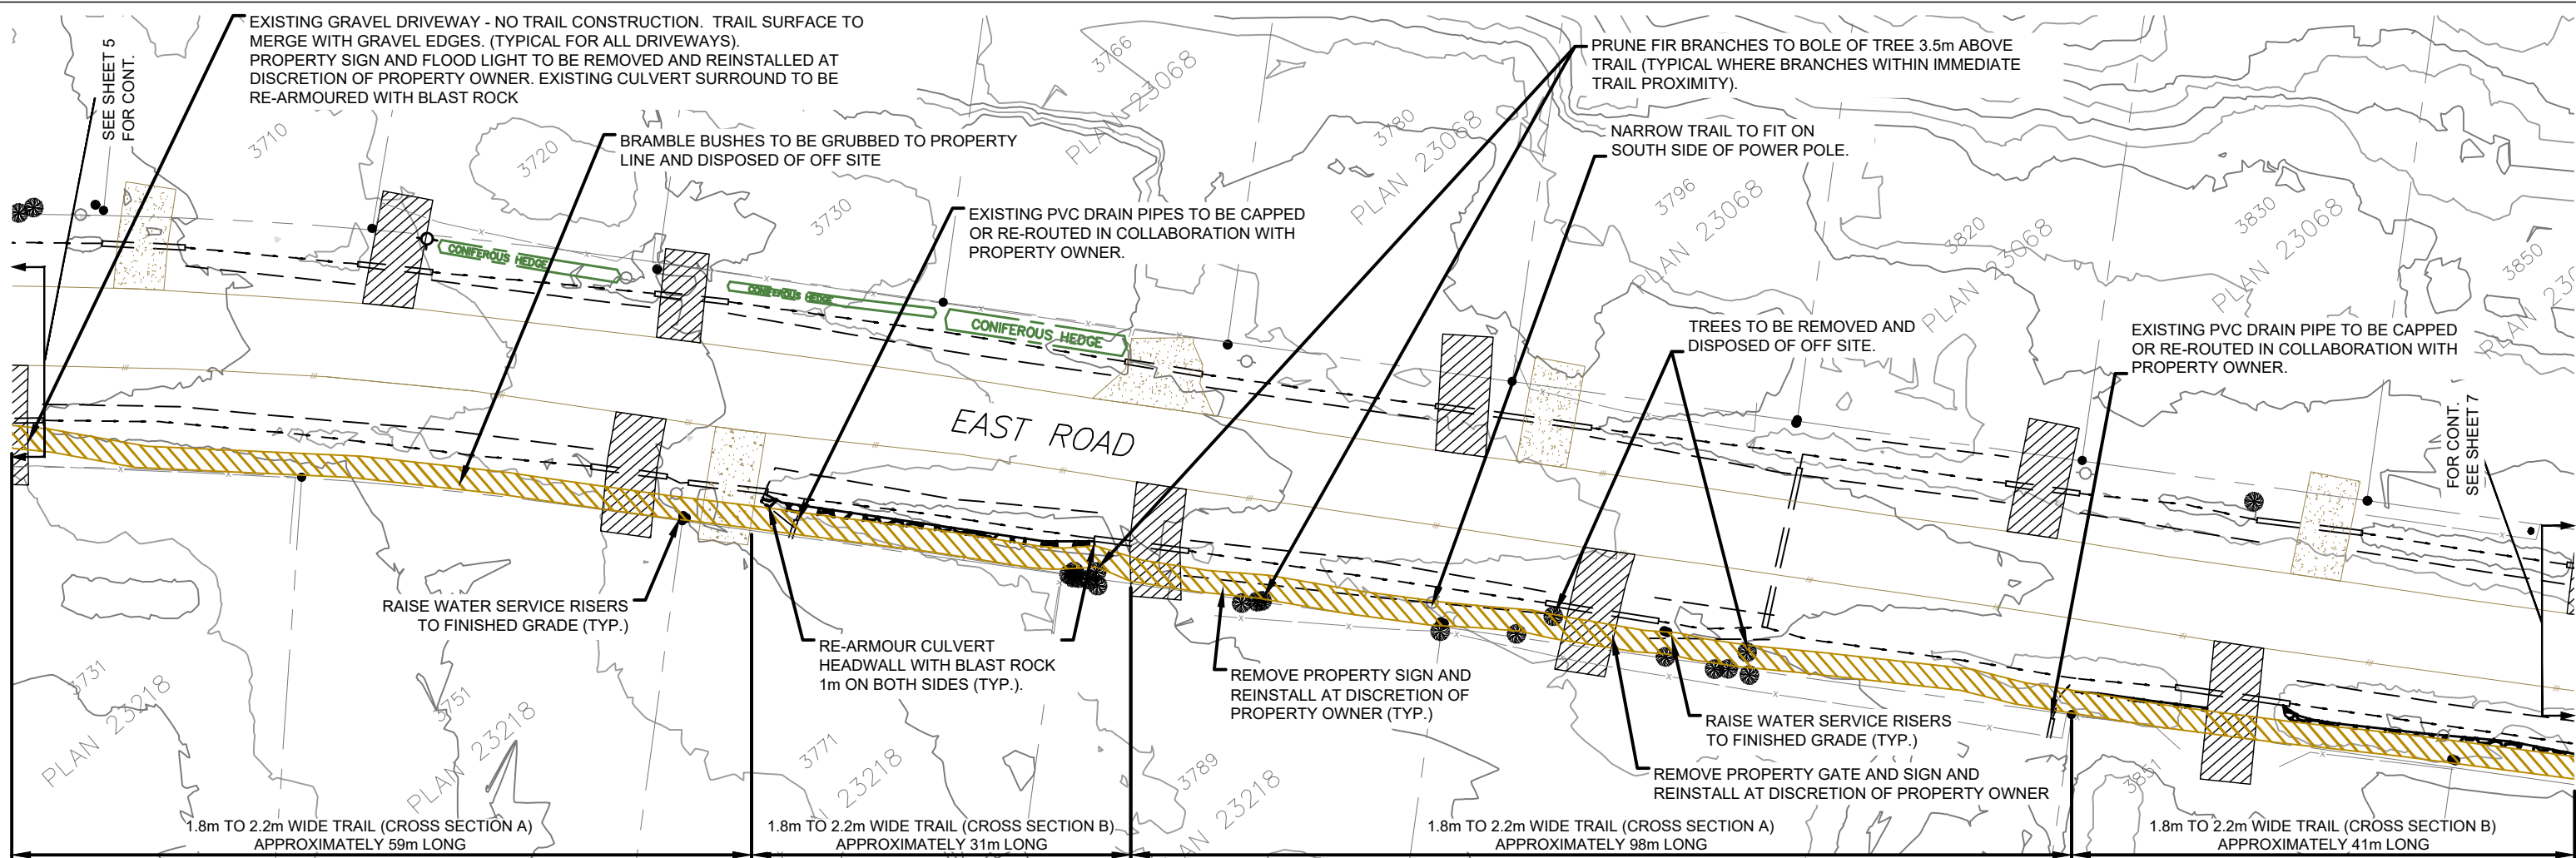 EXISTING GRAVEL DRIVEWAY - NO TRAIL CONSTRUCTION. TRAIL SURFACE TO
MERGE WITH GRAVEL EDGES. (TYPICAL FOR ALL DRIVEWAYS).
PROPERTY SIGN AND FLOOD LIGHT TO BE REMOVED AND REINSTALLED AT
DISCRETION OF PROPERTY OWNER. EXISTING CULVERT SURROUND TO BE
RE-ARMOURED WITH BLAST ROCK
SEE SHEET 5
FOR CONT.
BRAMBLE BUSHES TO BE GRUBBED TO PROPERTY
LINE AND DISPOSED OF OFF SITE
EXISTING PVC DRAIN PIPES TO BE CAPPED
OR RE-ROUTED IN COLLABORATION WITH
PROPERTY OWNER.
PRUNE FIR BRANCHES TO BOLE OF TREE 3.5m ABOVE
TRAIL (TYPICAL WHERE BRANCHES WITHIN IMMEDIATE
TRAIL PROXIMITY).
NARROW TRAIL TO FIT ON
SOUTH SIDE OF POWER POLE.
TREES TO BE REMOVED AND
DISPOSED OF OFF SITE.
EXISTING PVC DRAIN PIPE TO BE CAPPED
OR RE-ROUTED IN COLLABORATION WITH
PROPERTY OWNER.
FOR CONT.
SEE SHEET 7
3710
3720
3730
3766
PLAN 23068
3780
PLAN 23068
3796
PLAN 23068
3820
PLAN 23068
3830
PLAN 23068
3850
CONIFEROUS HEDGE
CONIFEROUS HEDGE
CONIFEROUS HEDGE
EAST ROAD
RAISE WATER SERVICE RISERS
TO FINISHED GRADE (TYP.)
RE-ARMOUR CULVERT
HEADWALL WITH BLAST ROCK
1m ON BOTH SIDES (TYP.).
REMOVE PROPERTY SIGN AND
REINSTALL AT DISCRETION OF
PROPERTY OWNER (TYP.)
RAISE WATER SERVICE RISERS
TO FINISHED GRADE (TYP.)
REMOVE PROPERTY GATE AND SIGN AND
REINSTALL AT DISCRETION OF PROPERTY OWNER
3731
PLAN 23218
3751
PLAN 23218
3771
23218
3789
23218
3851
1.8m TO 2.2m WIDE TRAIL (CROSS SECTION A)
APPROXIMATELY 59m LONG
1.8m TO 2.2m WIDE TRAIL (CROSS SECTION B)
APPROXIMATELY 31m LONG
1.8m TO 2.2m WIDE TRAIL (CROSS SECTION A)
APPROXIMATELY 98m LONG
1.8m TO 2.2m WIDE TRAIL (CROSS SECTION B)
APPROXIMATELY 41m LONG